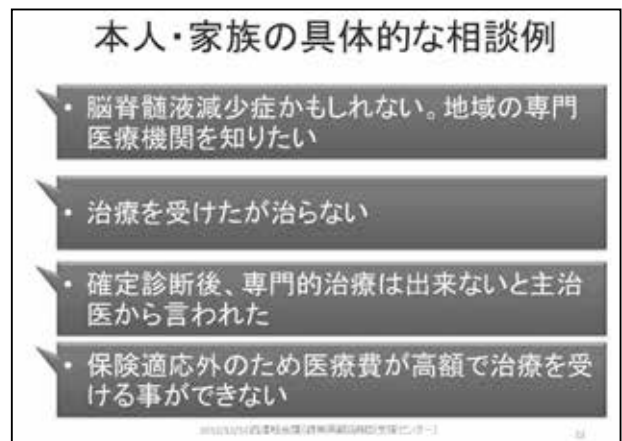 本人・家族の具体的な相談例
・ 脳脊髄液減少症かもしれない。地域の専門
医療機関を知りたい
・ 治療を受けたが治らない
・ 確定診断後、専門的治療は出来ないと主治
医から言われた
・ 保険適応外のため医療費が高額で治療を受
ける事ができない